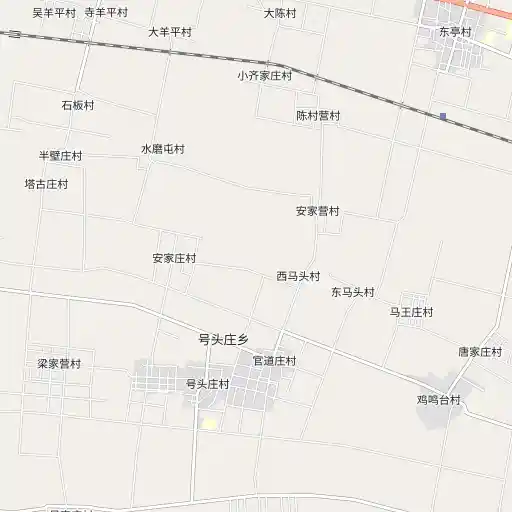 吴羊平村
寺羊平村
大陈村
大羊平村
东亭村
小齐家庄村
石板村
陈村营村
水磨屯村
半壁庄村
塔古庄村
安家营村
安家庄村
西马头村
东马头村
马王庄村
号头庄乡
唐家庄村
官道庄村
梁家营村
号头庄村
鸡鸣台村